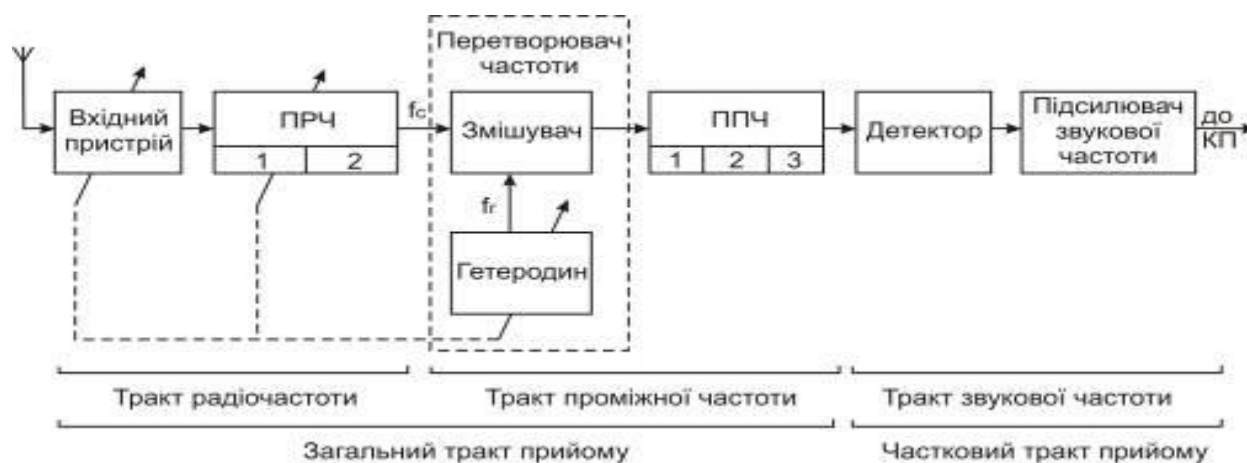 Перетворювач
частоти
Вхідний
пристрій
ПРЧ
1 2
fс
Змішувач
fг
Гетеродин
ППЧ
1 2 3
Детектор
Підсилювач
звукової
частоти
до
КП
Тракт радіочастоти
Тракт проміжної частоти
Тракт звукової частоти
Загальний тракт прийому
Частковий тракт прийому